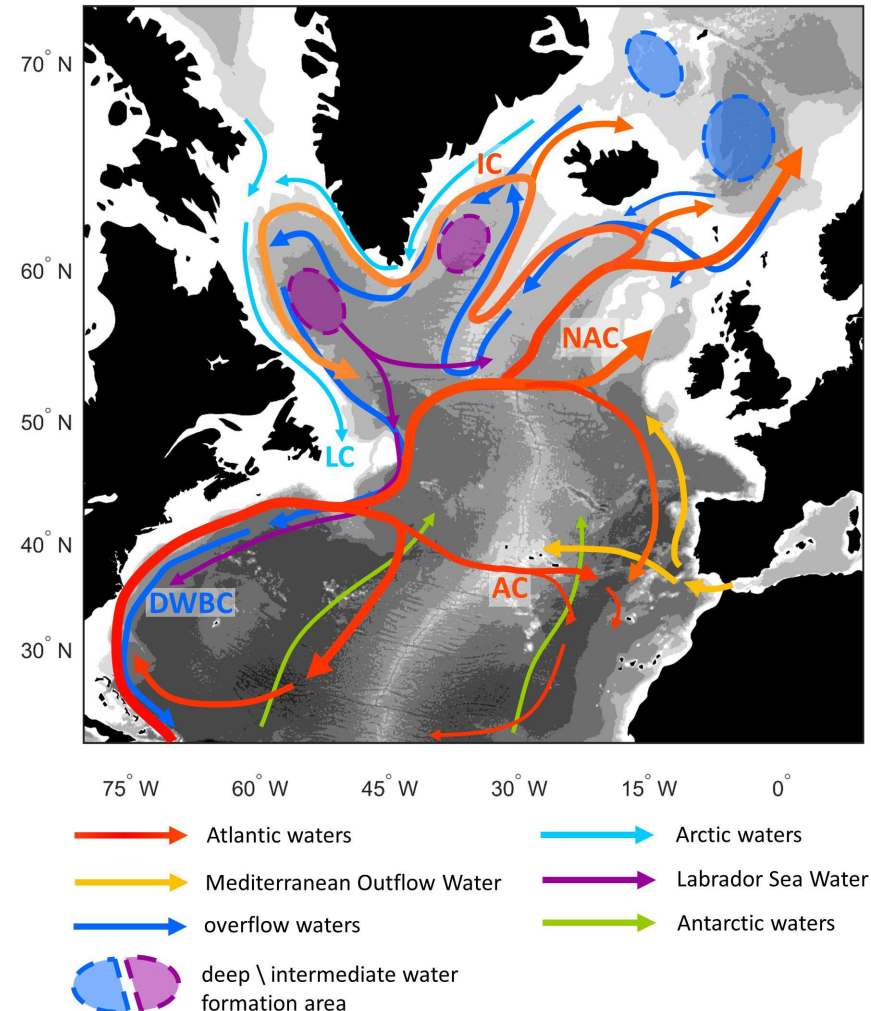 70° N
IC
60° N
NAC
50° N
LC
40° N
DWBC
AC
30° N
75° W 60° W 45° W 30° W 15° W 0°
Atlantic waters
Arctic waters
Mediterranean Outflow Water
Labrador Sea Water
overflow waters
Antarctic waters
deep \ intermediate water
formation area